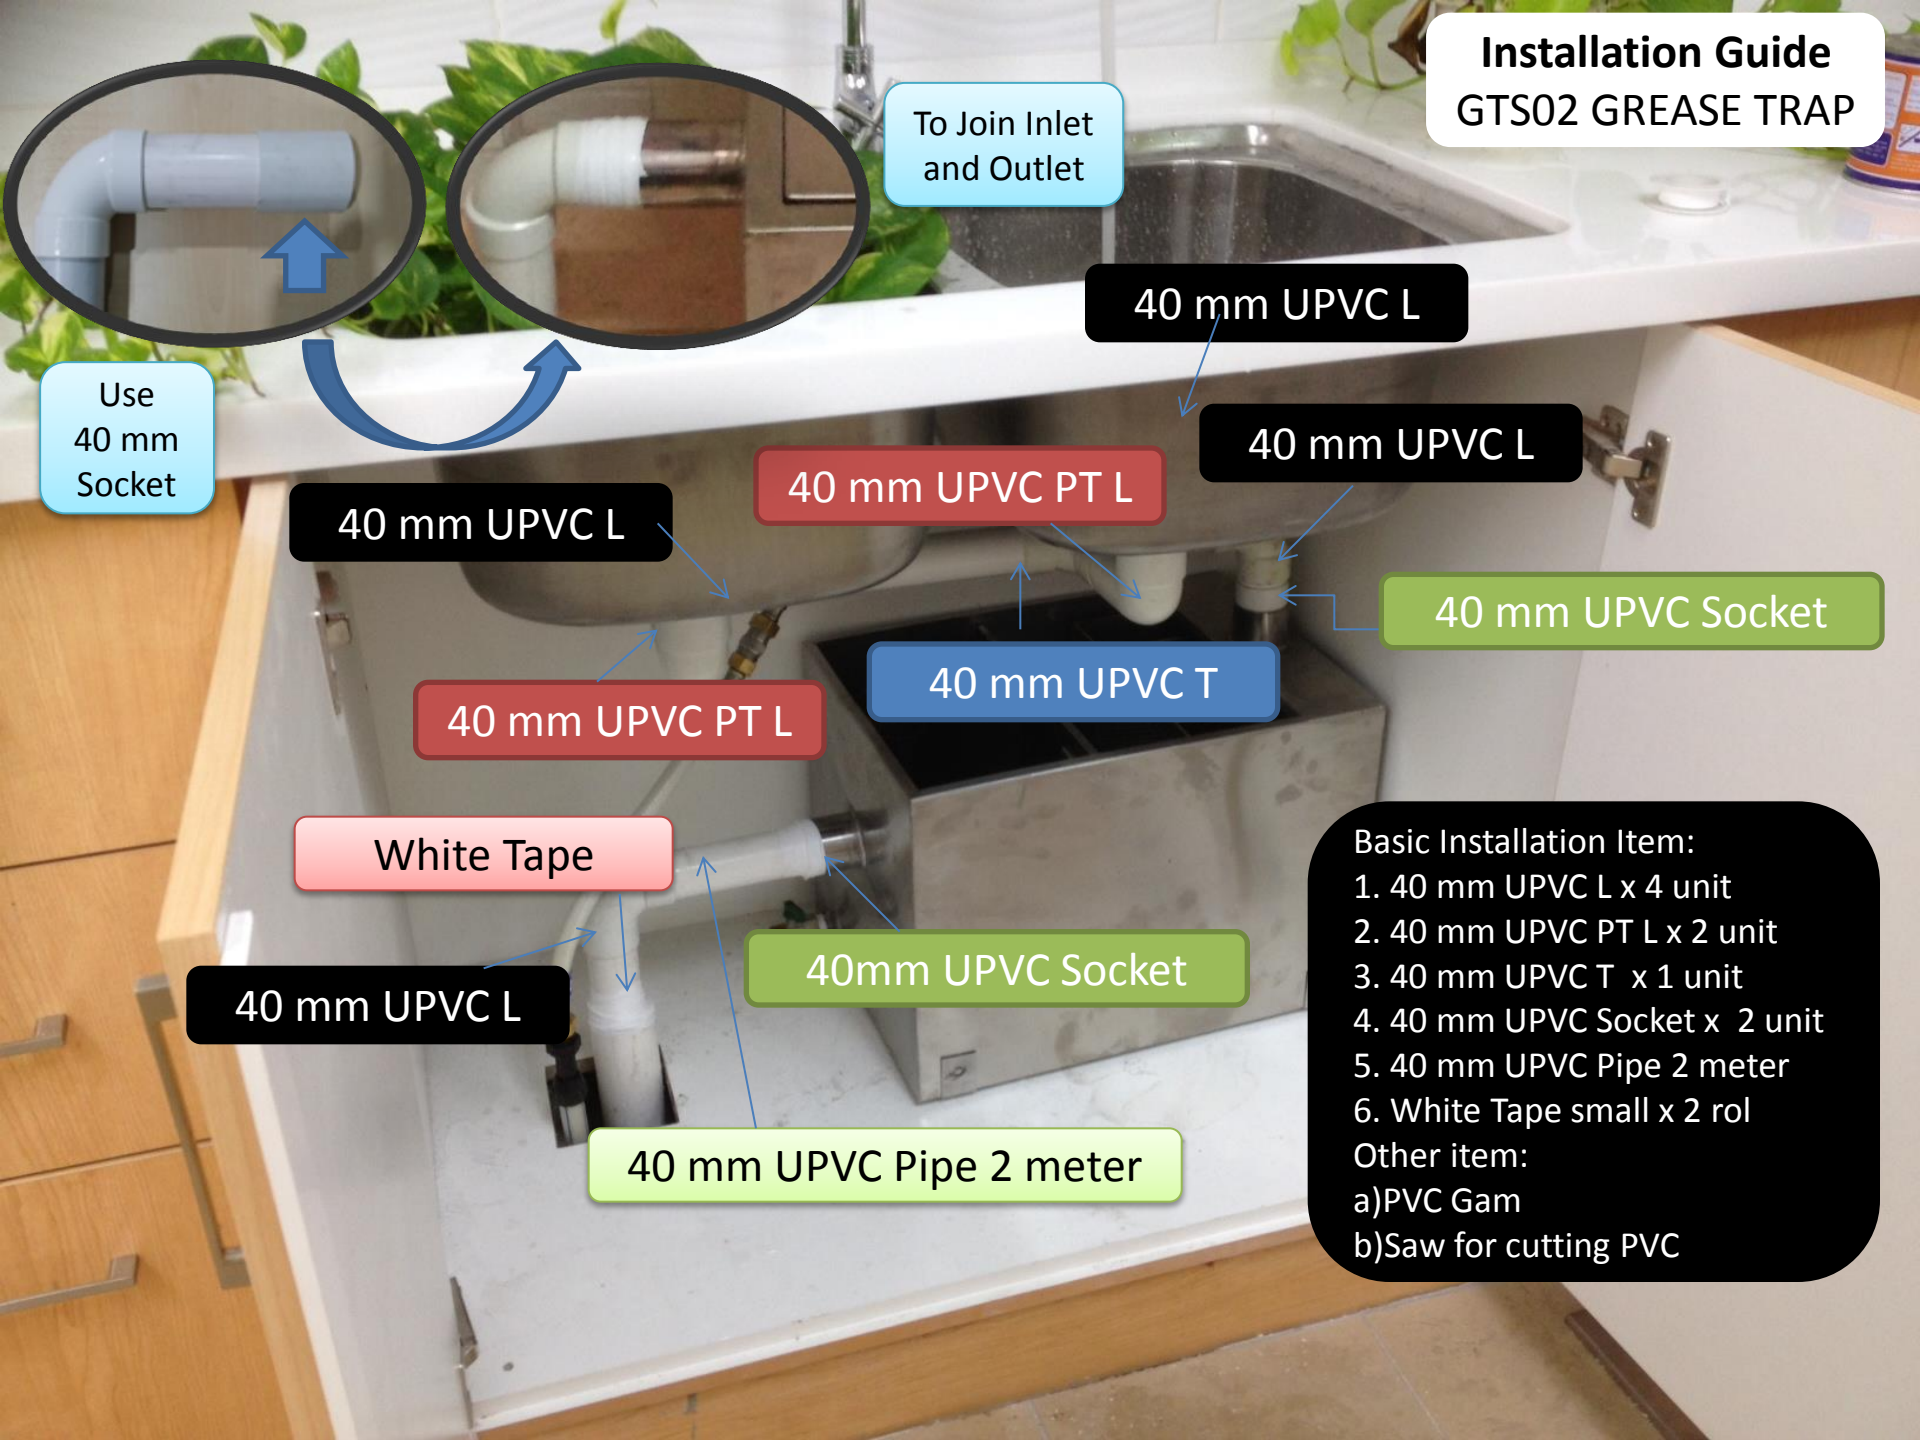 Installation Guide
GTS02 GREASE TRAP
To Join Inlet
and Outlet
40 mm UPVC L
Use
40 mm
Socket
40 mm UPVC L
40 mm UPVC PT L
40 mm UPVC L
40 mm UPVC Socket
40 mm UPVC T
40 mm UPVC PT L
White Tape
40mm UPVC Socket
40 mm UPVC L
40 mm UPVC Pipe 2 meter
Basic Installation Item:
1. 40 mm UPVC L x 4 unit
2. 40 mm UPVC PT L x 2 unit
3. 40 mm UPVC T  x 1 unit
4. 40 mm UPVC Socket x  2 unit
5. 40 mm UPVC Pipe 2 meter
6. White Tape small x 2 rol
Other item:
a)PVC Gam
b)Saw for cutting PVC